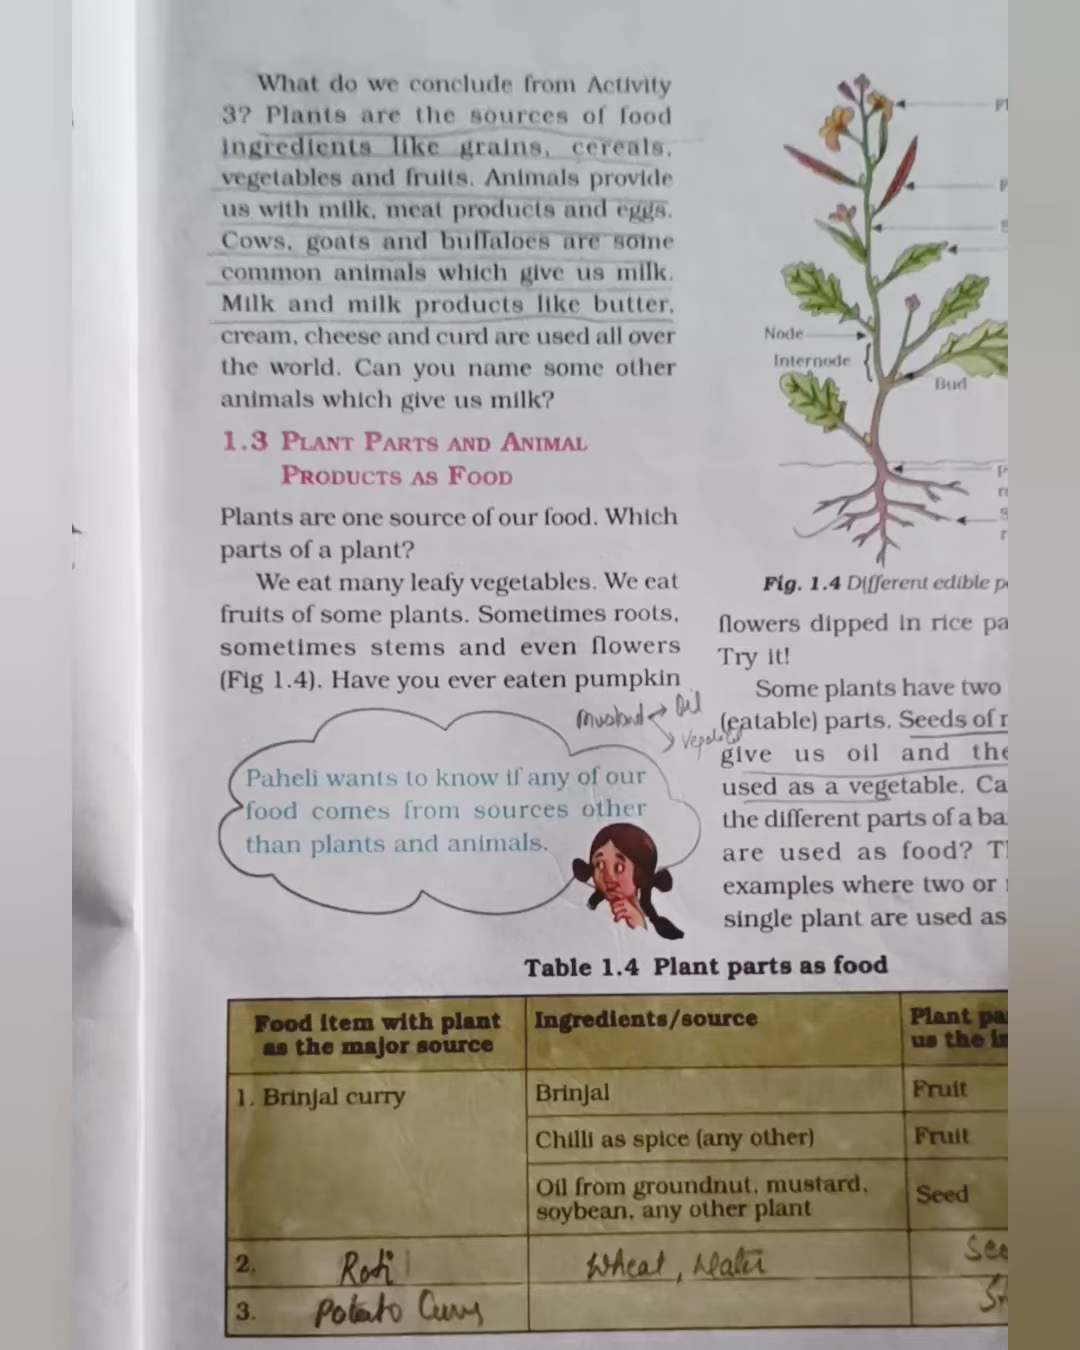 What do we conclude from Activity
3? Plants are the sources of food
ingredients like grains, cereals,
vegetables and fruits. Animals provide
us with milk, meat products and eggs.
Cows, goats and buffaloes are some
common animals which give us milk.
Milk and milk products like butter,
cream, cheese and curd are used all over
the world. Can you name some other
animals which give us milk?
1.3 PLANT PARTS AND ANIMAL
PRODUCTS AS FOOD
Plants are one source of our food. Which
parts of a plant?
We eat many leafy vegetables. We eat
fruits of some plants. Sometimes roots,
sometimes stems and even flowers
(Fig 1.4). Have you ever eaten pumpkin
Mustard Oil
Paheli wants to know if any of our
food comes from sources other
than plants and animals.
Node
Internode
Bud
Fig. 1.4 Different edible
flowers dipped in rice
Try it!
Some plants have two
(eatable) parts. Seeds of
give us oil and the
used as a vegetable.
the different parts of a
are used as food?
examples where two or
single plant are used as
Table 1.4 Plant parts as food
Food item with plant
as the major source
Ingredients/source
Plant
us the
1. Brinjal curry
Brinjal
Fruit
Chilli as spice (any other)
Fruit
Oil from groundnut, mustard,
soybean, any other plant
Seed
2. Roti
Wheat, Water
3. Potato Curry